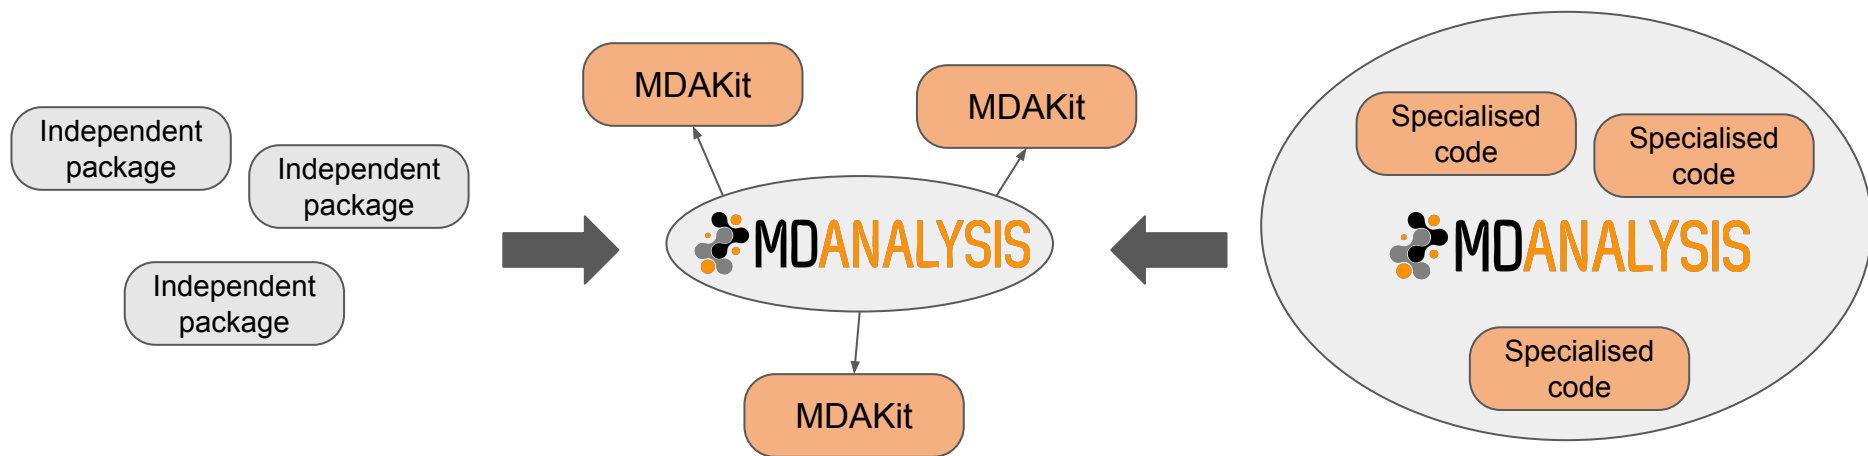 Independent
package
Independent
package
Independent
package
MDAKit
MDAKit
MDANALYSIS
MDAKit
Specialised
code
Specialised
code
MDANALYSIS
Specialised
code